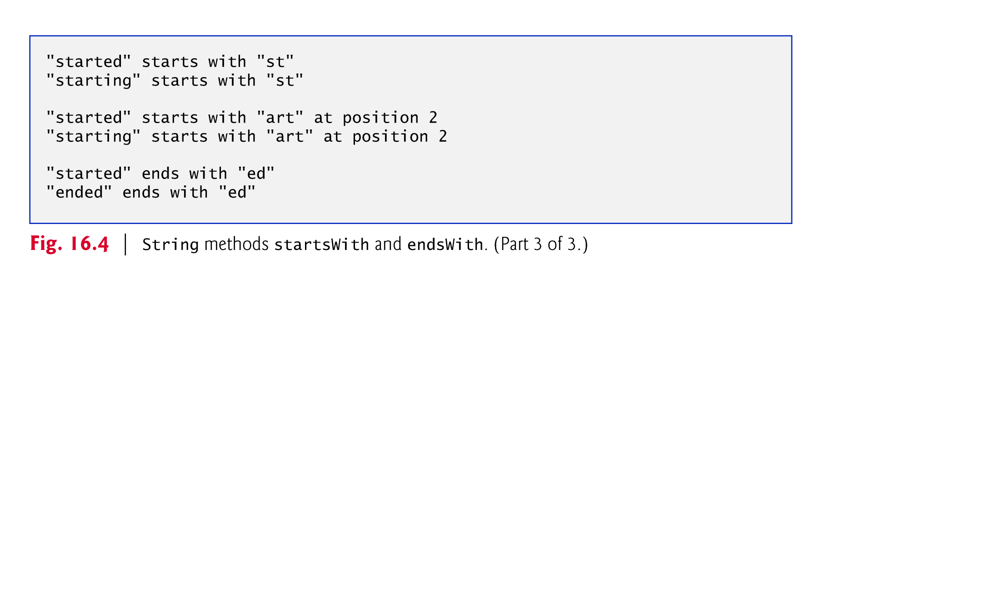 "started" starts with "st"
"starting" starts with "st"
"started" starts with "art" at position 2
"starting" starts with "art" at position 2
"started" ends with "ed"
"ended" ends with "ed"
Fig. 16.4 | String methods startsWith and endsWith. (Part 3 of 3.)